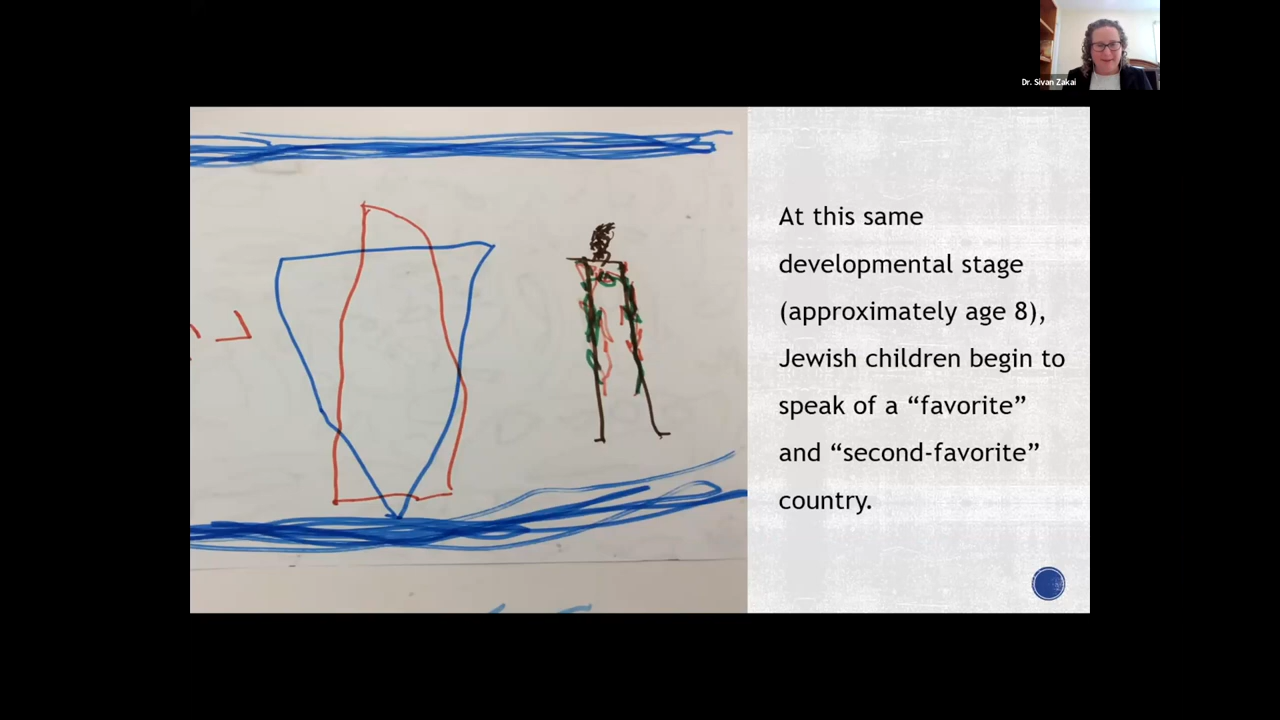 Dr. Sivan Zakai
At this same
developmental stage
(approximately age 8),
Jewish children begin to
speak of a “favorite”
and “second-favorite”
country.